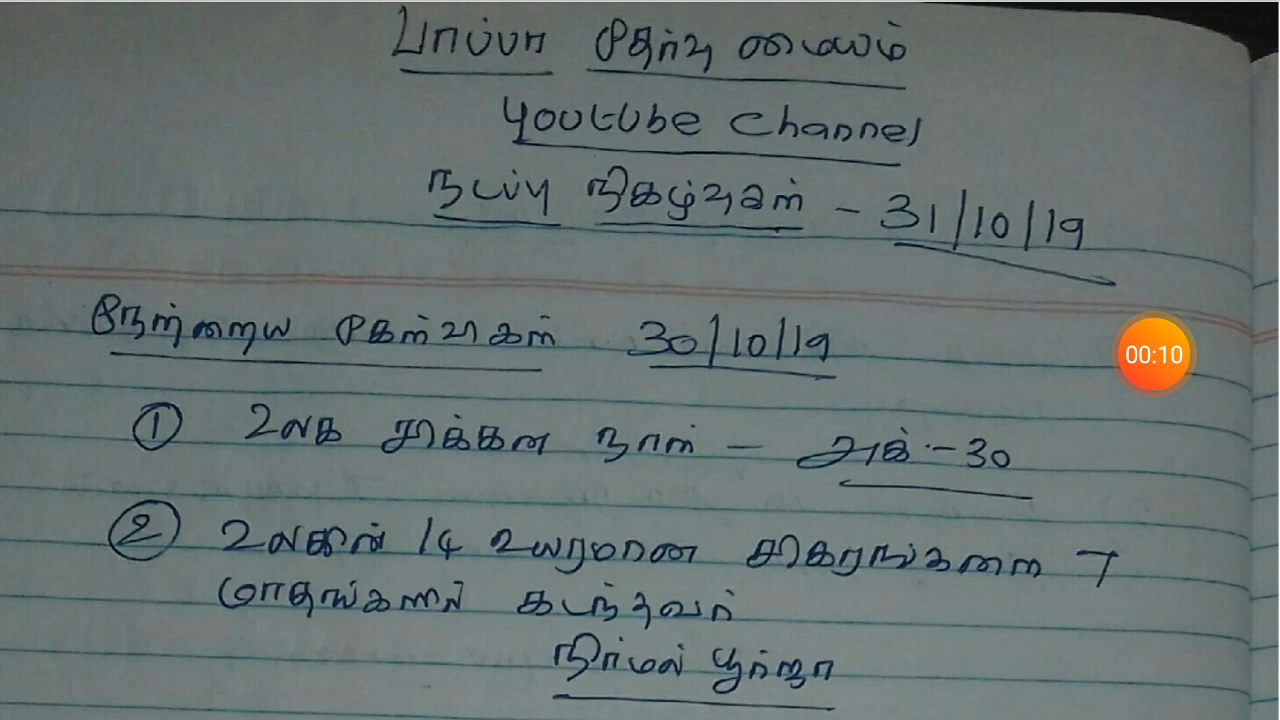 பாப்பா தேர்வு மையம்
YOUTUbe Channel
நடப்பு நிகழ்வுகள் - 31/10/19
நேற்றைய கேள்விகள் 30/10/19
00:10
① உலக சிக்கன நாள் - அக் - 30
② உலகின் 14 உயரமான சிகரங்களை 7
மாதங்களில் கடந்தவர்
நிர்மல் பூர்ஜா